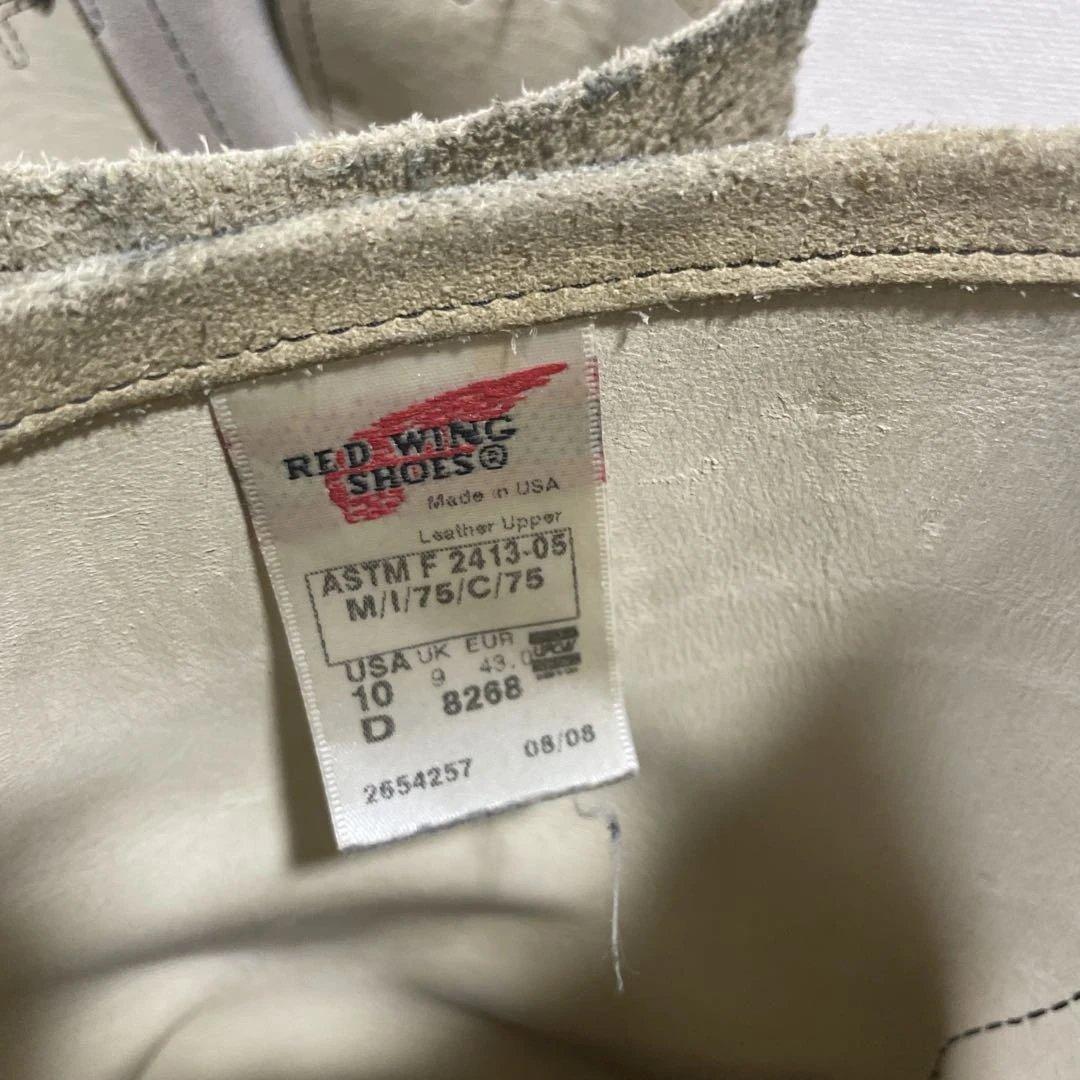 RED WING
SHOES®
Made in USA
Leather Upper
ASTM F 2413-05
M/I/75/C/75
USA UK EUR
10 9 43.0
D 8268
2654257 08/08